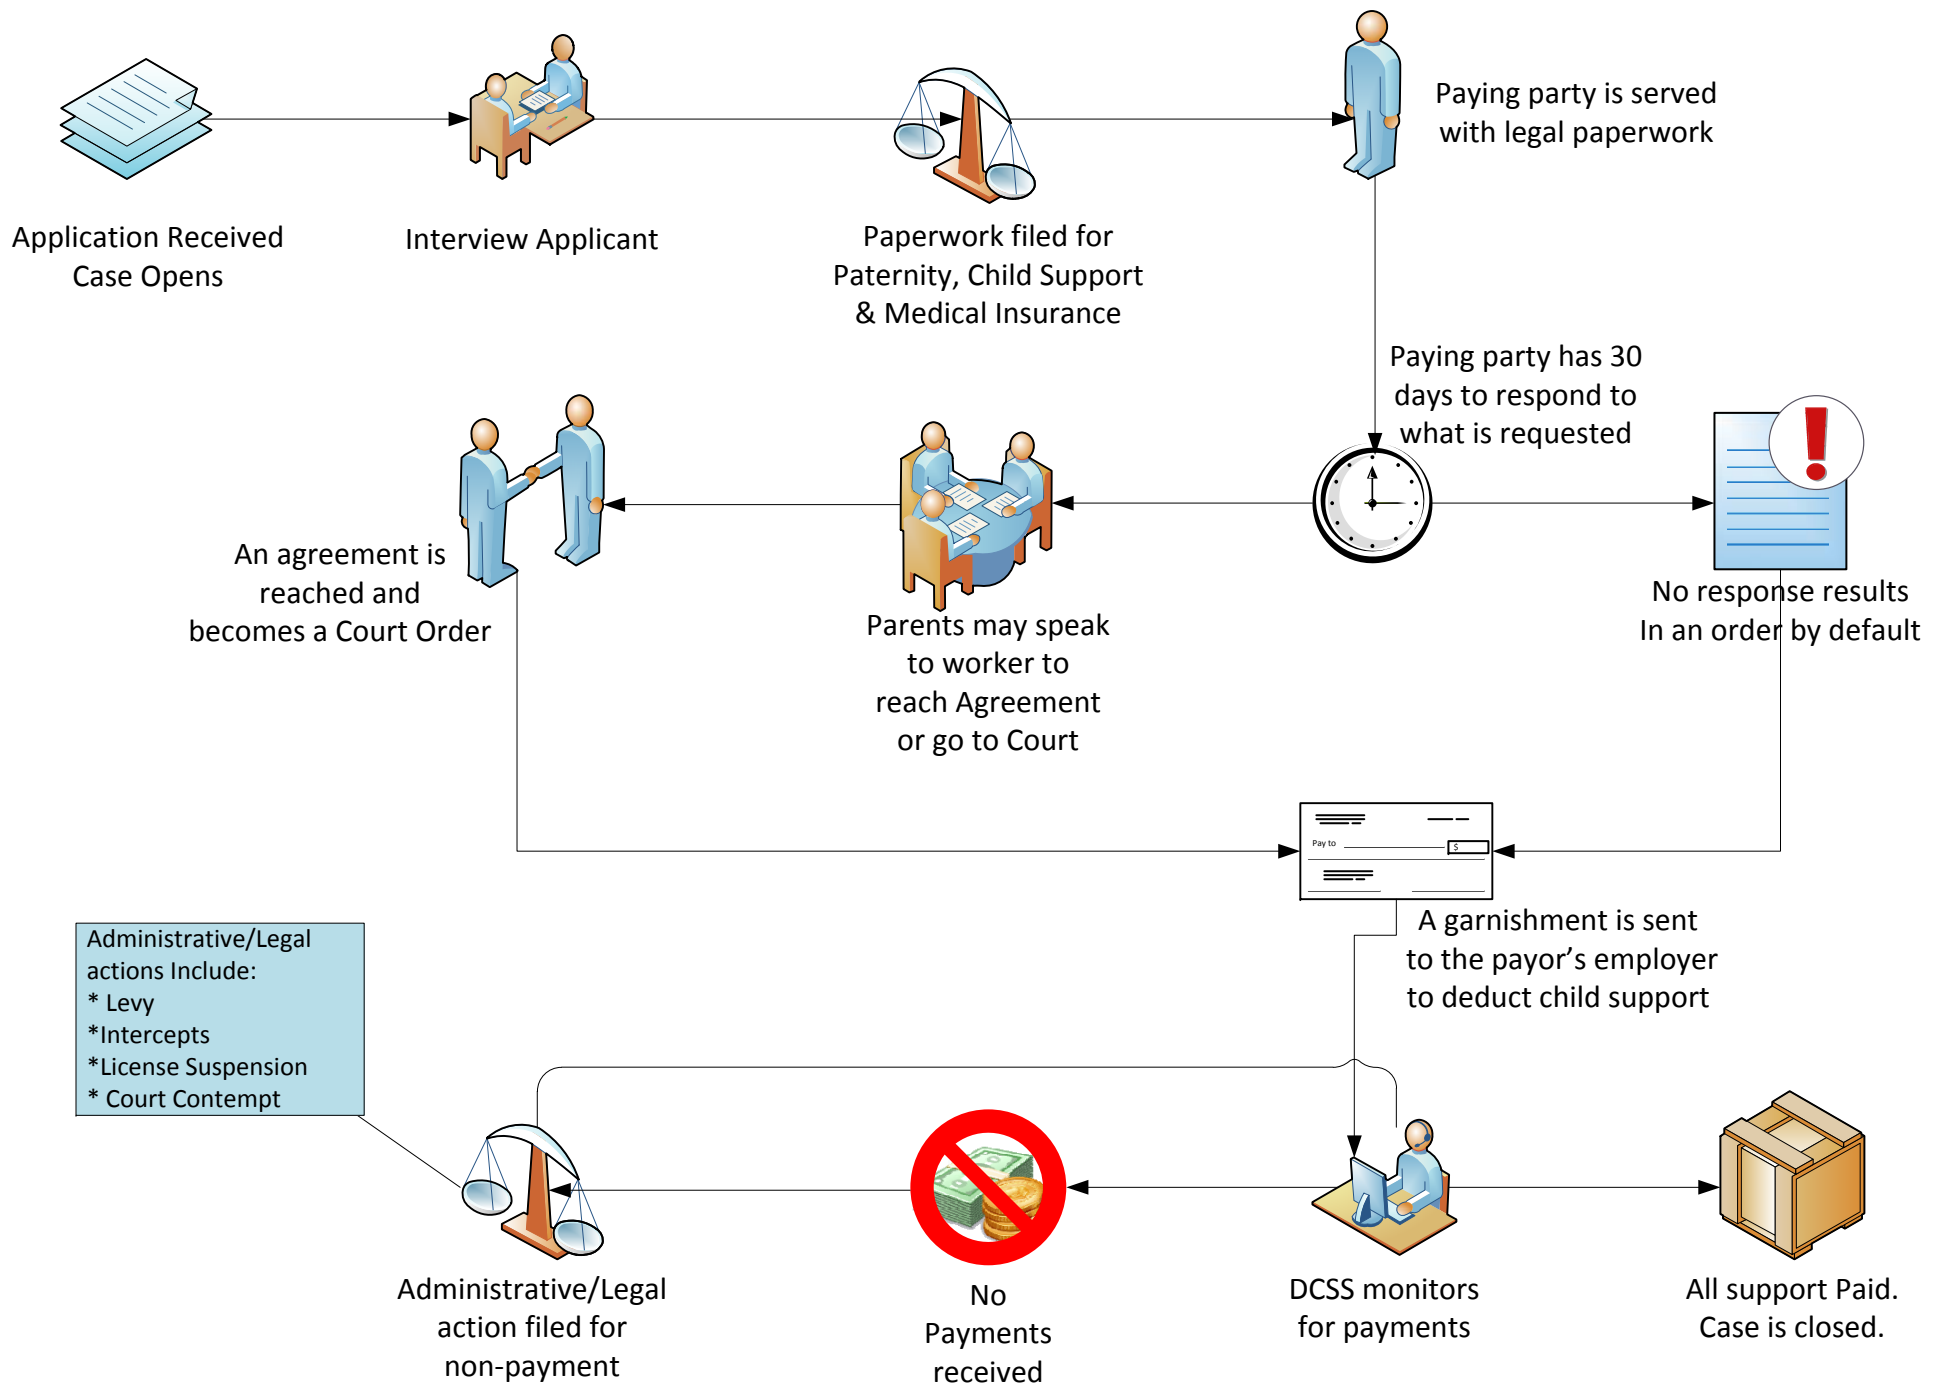 Application Received
Case Opens
Interview Applicant
Paperwork filed for
Paternity, Child Support
& Medical Insurance
Paying party is served
with legal paperwork
Paying party has 30
days to respond to
what is requested
No response results
In an order by default
Parents may speak
to worker to
reach Agreement
or go to Court
An agreement is
reached and
becomes a Court Order
Pay to
$
A garnishment is sent
to the payor’s employer
to deduct child support
Administrative/Legal
actions Include:
* Levy
*Intercepts
*License Suspension
* Court Contempt
Administrative/Legal
action filed for
non-payment
No
Payments
received
DCSS monitors
for payments
All support Paid.
Case is closed.